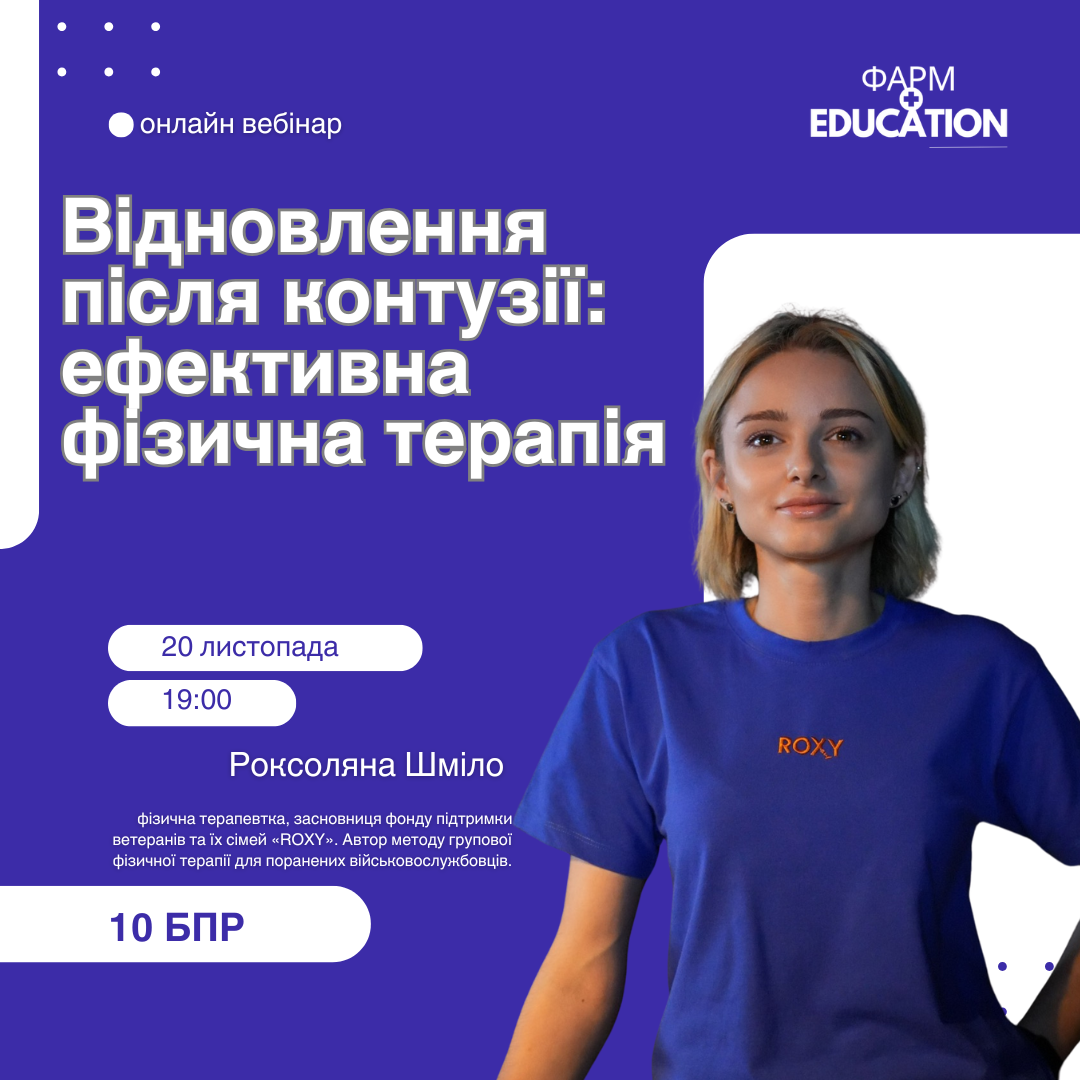 онлайн вебінар
ФАРМ
EDUCATION
Відновлення
після контузії:
ефективна
фізична терапія
20 листопада
19:00
Роксоляна Шміло
фізична терапевтка, засновниця фонду підтримки
ветеранів та їх сімей «ROXY». Автор методу групової
фізичної терапії для поранених військовослужбовців.
10 БПР
ROXY